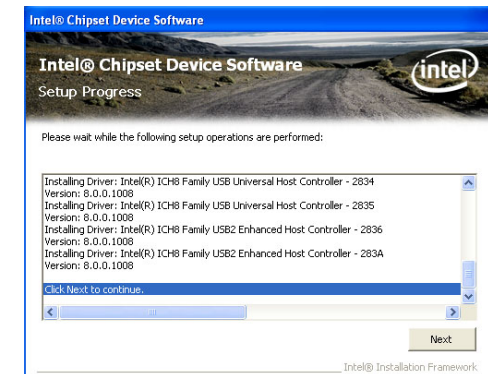 Intel® Chipset Device Software
Intel® Chipset Device Software
Setup Progress
intel
Please wait while the following setup operations are performed:
Installing Driver: Intel(R) ICH8 Family USB Universal Host Controller - 2834
Version: 8.0.0.1008
Installing Driver: Intel(R) ICH8 Family USB Universal Host Controller - 2835
Version: 8.0.0.1008
Installing Driver: Intel(R) ICH8 Family USB2 Enhanced Host Controller - 2836
Version: 8.0.0.1008
Installing Driver: Intel(R) ICH8 Family USB2 Enhanced Host Controller - 283A
Version: 8.0.0.1008
Click Next to continue.
Next
Intel® Installation Framework